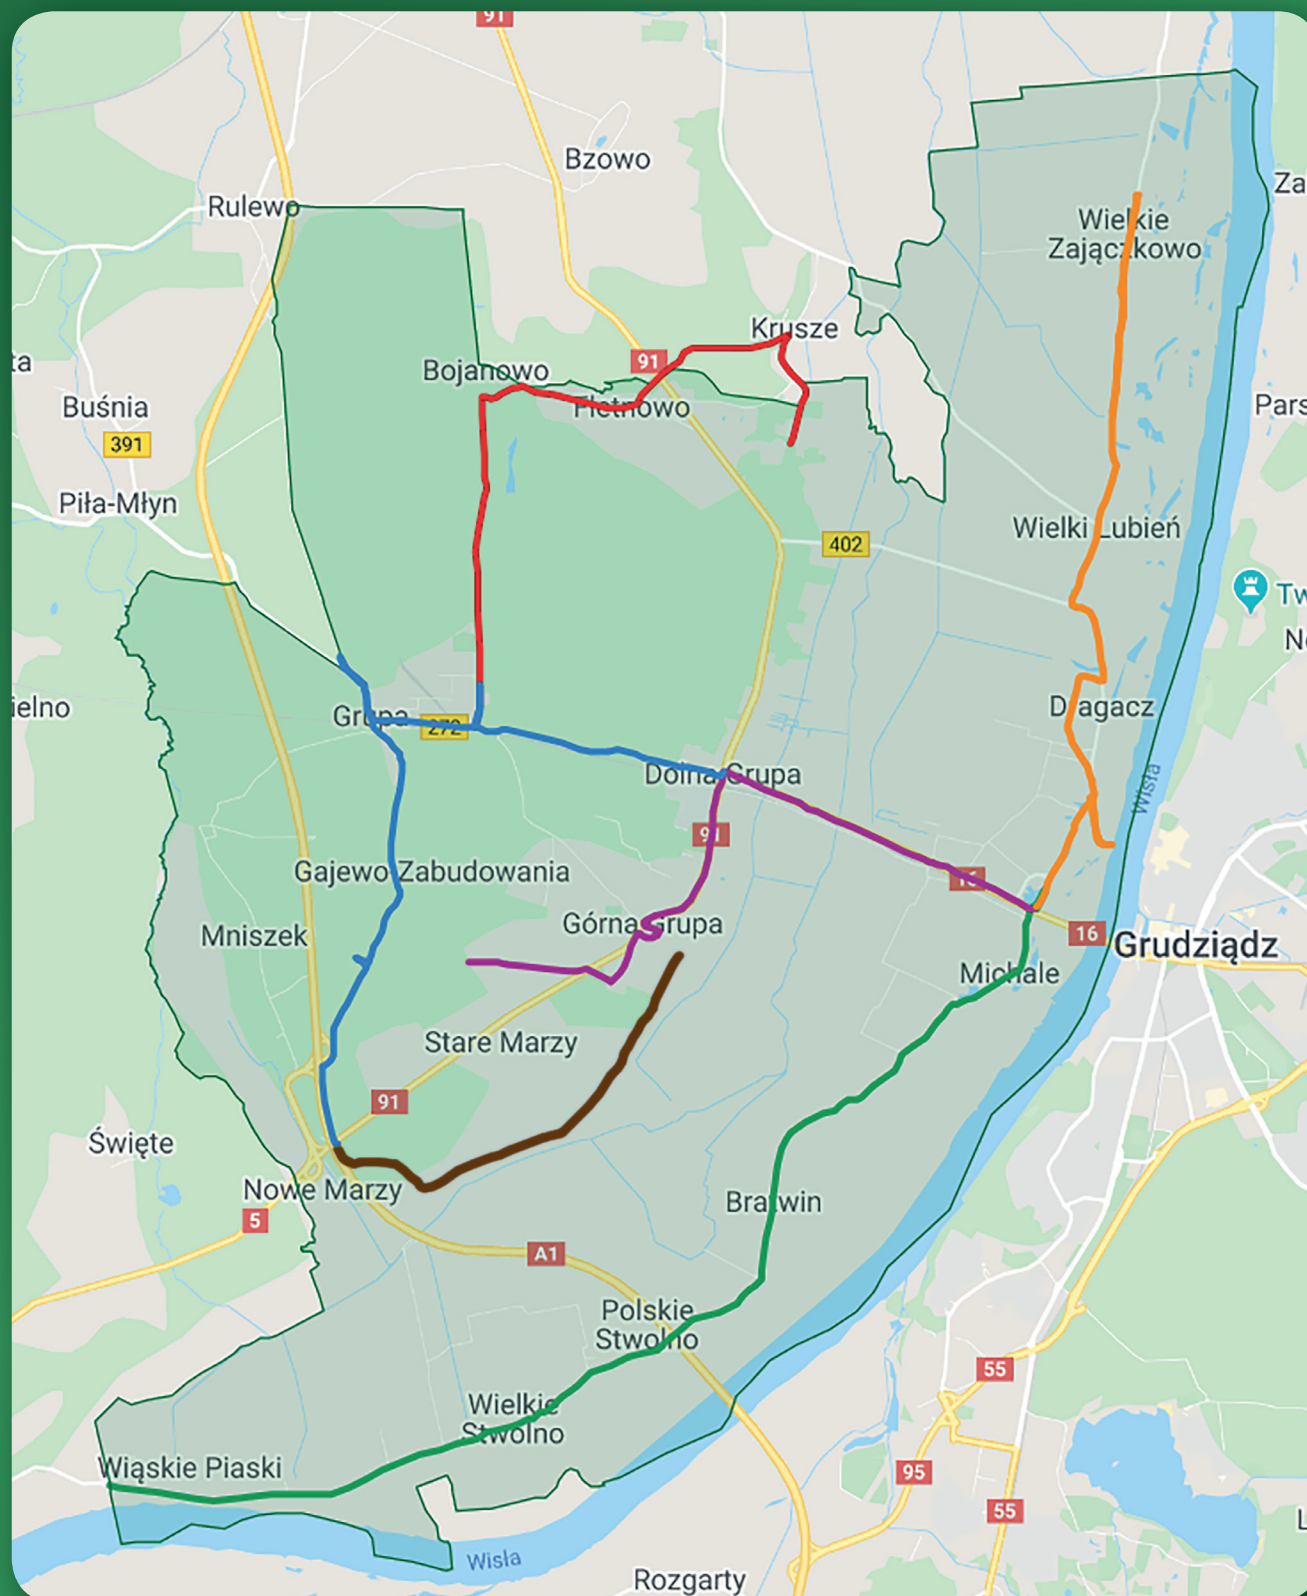 91
Bzowo
Za
Rulewo
Wielkie
Zajączkowo
Krusze
ta
Bojanowo
91
Buśnia
Fletnowo
Pars
391
Piła-Młyn
Wielki Lubień
402
Tw
No
ielno
Grupa
272
Dragacz
Dolna Grupa
Wisła
91
Gajewo-Zabudowania
16
Górna Grupa
Mniszek
16
Grudziądz
Michale
Stare Marzy
91
Święte
Nowe Marzy
Bratwin
5
A1
Polskie
Stwolno
55
Wielkie
Stwolno
Wiąskie Piaski
95
55
L
Wisła
Rozgarty